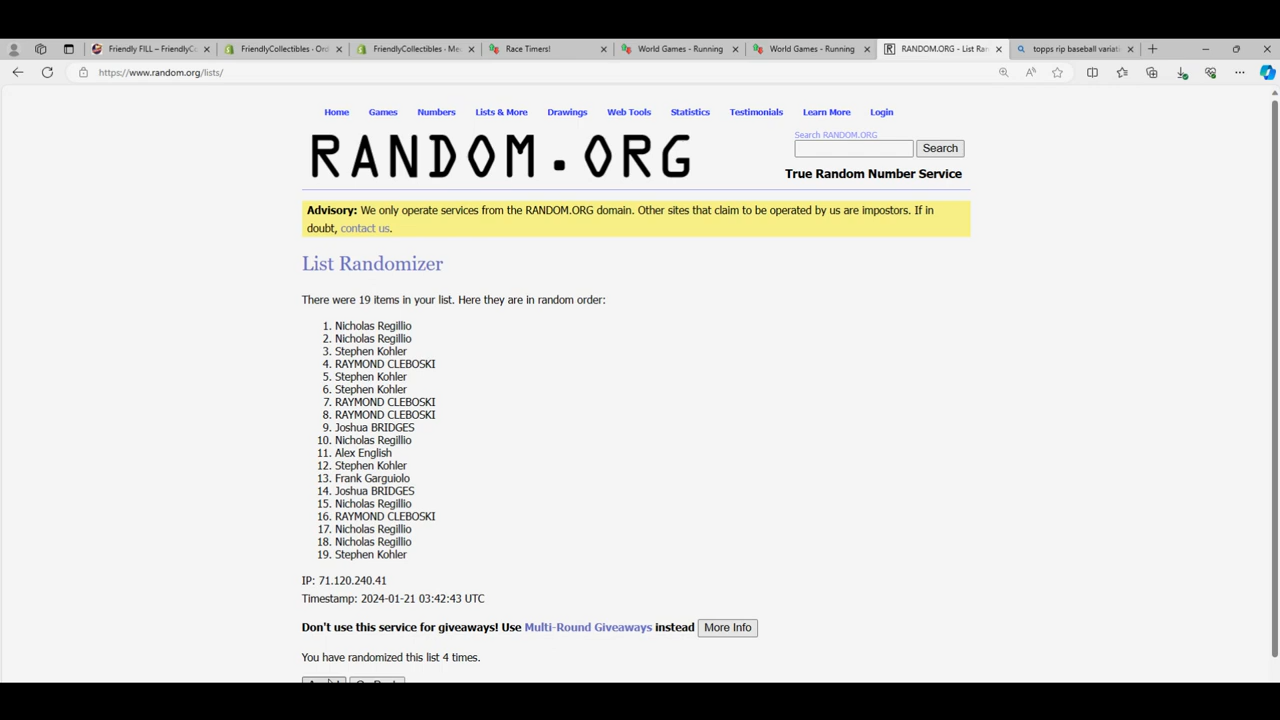 Friendly FILL – FriendlyCo
FriendlyCollectibles · Ord
FriendlyCollectibles · Me
Race Timers!
World Games - Running
World Games - Running
RANDOM.ORG - List Ran
topps rip baseball variati
https://www.random.org/lists/
Home Games Numbers Lists & More Drawings Web Tools Statistics Testimonials Learn More Login
RANDOM.ORG
Search RANDOM.ORG
Search
True Random Number Service
Advisory: We only operate services from the RANDOM.ORG domain. Other sites that claim to be operated by us are impostors. If in
doubt, contact us.
List Randomizer
There were 19 items in your list. Here they are in random order:
1. Nicholas Regillio
2. Nicholas Regillio
3. Stephen Kohler
4. RAYMOND CLEBOSKI
5. Stephen Kohler
6. Stephen Kohler
7. RAYMOND CLEBOSKI
8. RAYMOND CLEBOSKI
9. Joshua BRIDGES
10. Nicholas Regillio
11. Alex English
12. Stephen Kohler
13. Frank Garguiolo
14. Joshua BRIDGES
15. Nicholas Regillio
16. RAYMOND CLEBOSKI
17. Nicholas Regillio
18. Nicholas Regillio
19. Stephen Kohler
IP: 71.120.240.41
Timestamp: 2024-01-21 03:42:43 UTC
Don't use this service for giveaways! Use Multi-Round Giveaways instead More Info
You have randomized this list 4 times.